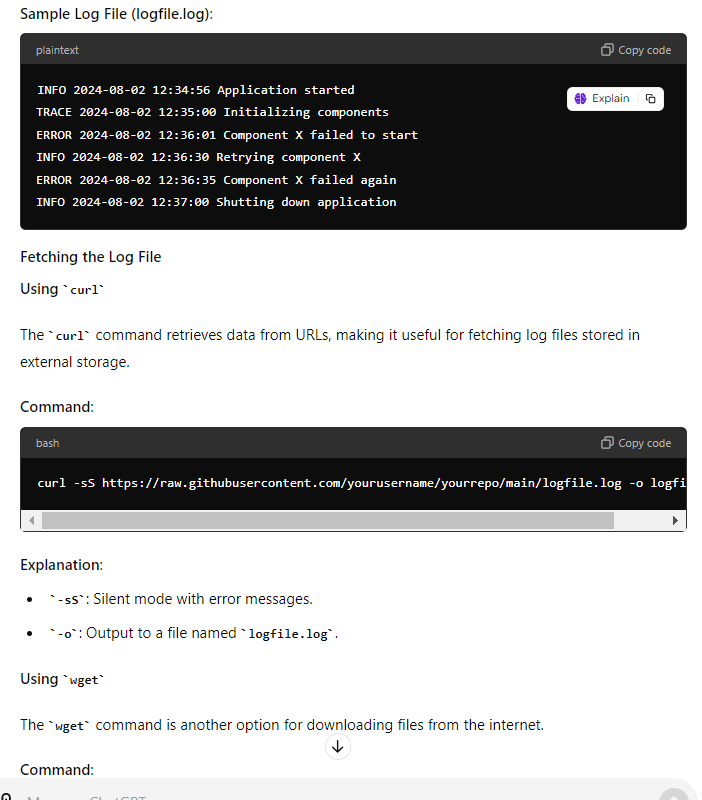 Sample Log File (logfile.log):
plaintext
Copy code
INFO 2024-08-02 12:34:56 Application started
Explain
TRACE 2024-08-02 12:35:00 Initializing components
ERROR 2024-08-02 12:36:01 Component X failed to start
INFO 2024-08-02 12:36:30 Retrying component X
ERROR 2024-08-02 12:36:35 Component X failed again
INFO 2024-08-02 12:37:00 Shutting down application
Fetching the Log File
Using `curl`
The `curl` command retrieves data from URLs, making it useful for fetching log files stored in
external storage.
Command:
bash
Copy code
curl -sS https://raw.githubusercontent.com/yourusername/yourrepo/main/logfile.log -o logfi
Explanation:
• `-sS`: Silent mode with error messages.
• `-o`: Output to a file named `logfile.log`.
Using `wget`
The `wget` command is another option for downloading files from the internet.
Command: